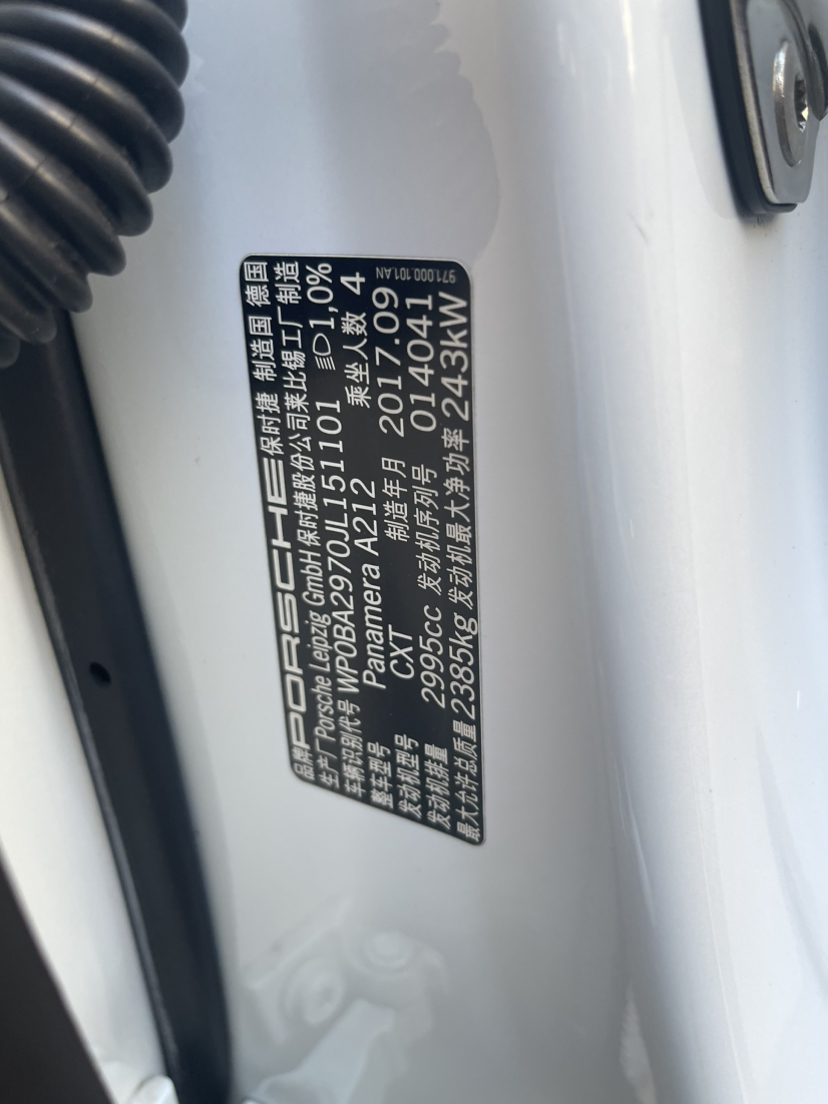 品牌 PORSCHE 保时捷 制造国 德国
生产厂 Porsche Leipzig GmbH 保时捷股份公司莱比锡工厂制造
车辆识别代号 WP0BA2970JL151101 1,0%
整车型号 Panamera A212 乘坐人数 4
发动机型号 CXT 制造年月 2017.09
发动机排量 2995cc 发动机序列号 014041
最大允许总质量 2385kg 发动机最大净功率 243kW
971.000.101.AN